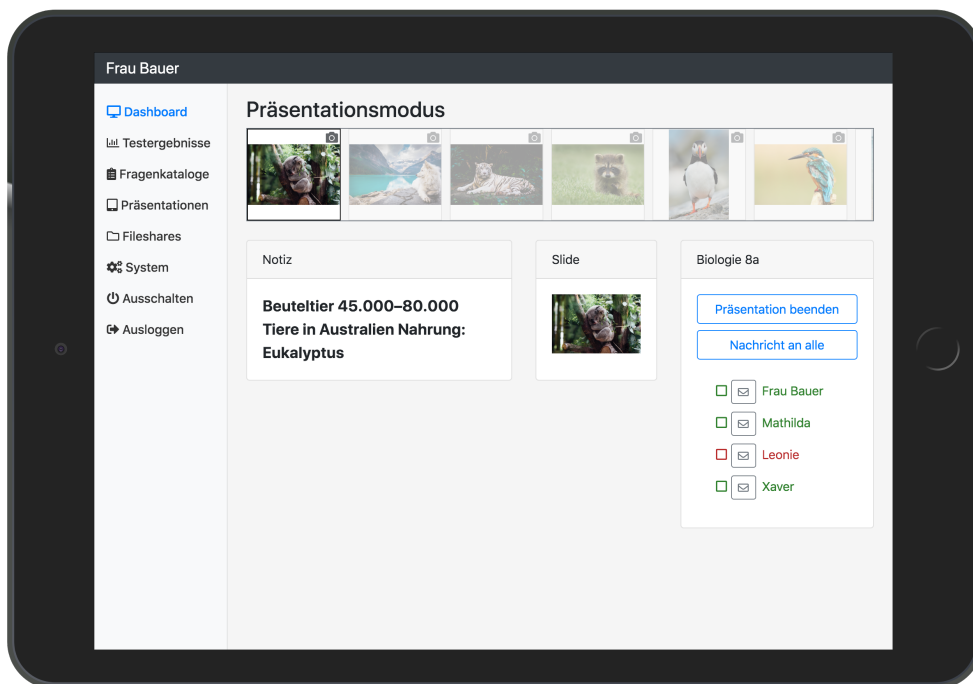 Frau Bauer
Dashboard
Testergebnisse
Fragenkataloge
Präsentationen
Fileshares
System
Ausschalten
Ausloggen
Präsentationsmodus
Notiz
Beuteltier 45.000–80.000
Tiere in Australien Nahrung:
Eukalyptus
Slide
Biologie 8a
Präsentation beenden
Nachricht an alle
Frau Bauer
Mathilda
Leonie
Xaver